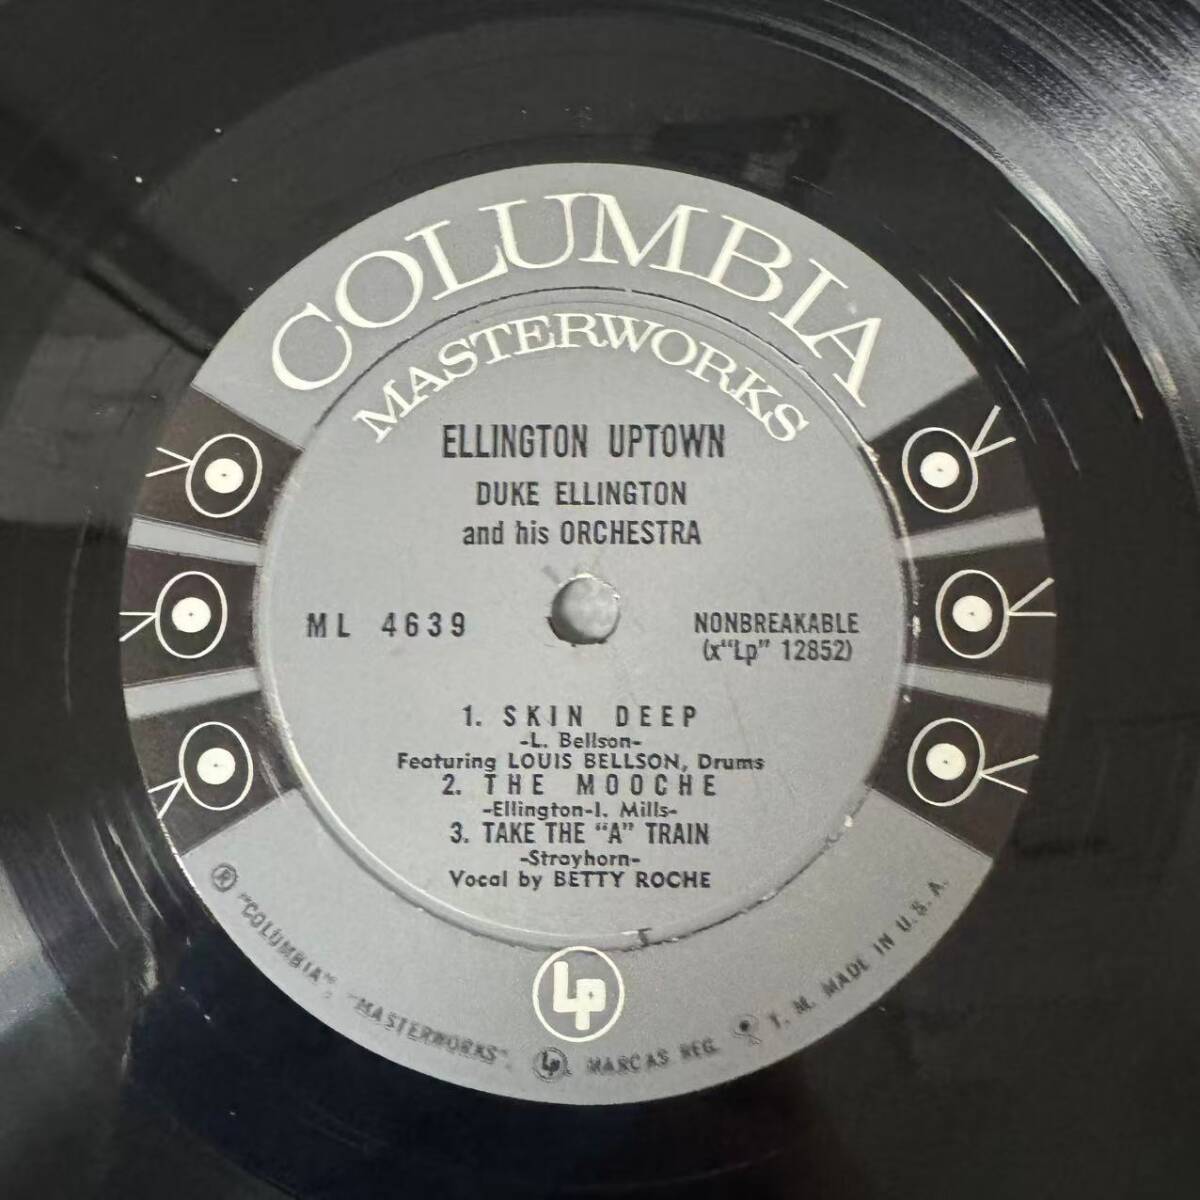 COLUMBIA
MASTERWORKS
ELLINGTON UPTOWN
DUKE ELLINGTON
and his ORCHESTRA
ML 4639
NONBREAKABLE
(x"Lp" 12852)
1. SKIN DEEP
-L. Bellson-
Featuring LOUIS BELLSON, Drums
2. THE MOOCHE
-Ellington-I. Mills-
3. TAKE THE "A" TRAIN
-Strayhorn-
Vocal by BETTY ROCHE
LP
® "COLUMBIA", "MASTERWORKS", Lp, MARCAS REG. T. M. MADE IN U. S. A.